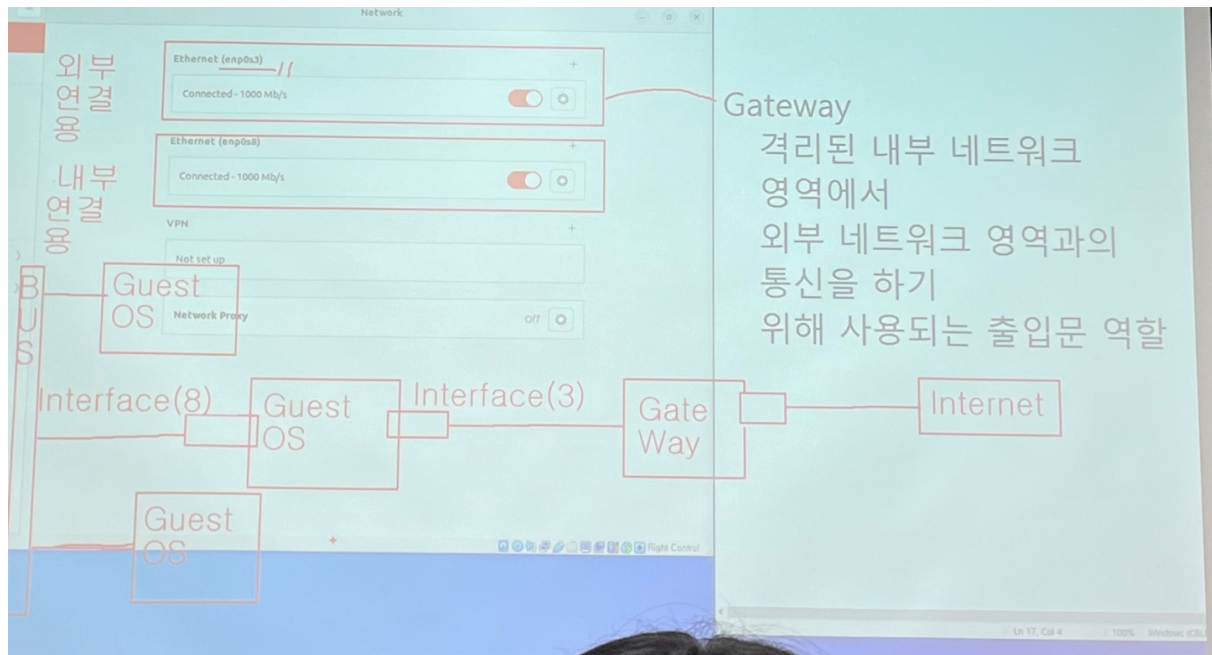 Network
외부
연결
용
Ethernet (enp0s3)
Connected - 1000 Mb/s
내부
연결
용
Ethernet (enp0s8)
Connected - 1000 Mb/s
VPN
Not set up
Network Proxy
Off
Gateway
격리된 내부 네트워크
영역에서
외부 네트워크 영역과의
통신을 하기
위해 사용되는 출입문 역할
BUS
Guest
OS
Interface(8)
Guest
OS
Interface(3)
Gate
Way
Internet
Guest
OS
Right Control
Ln 17, Col 4
100%